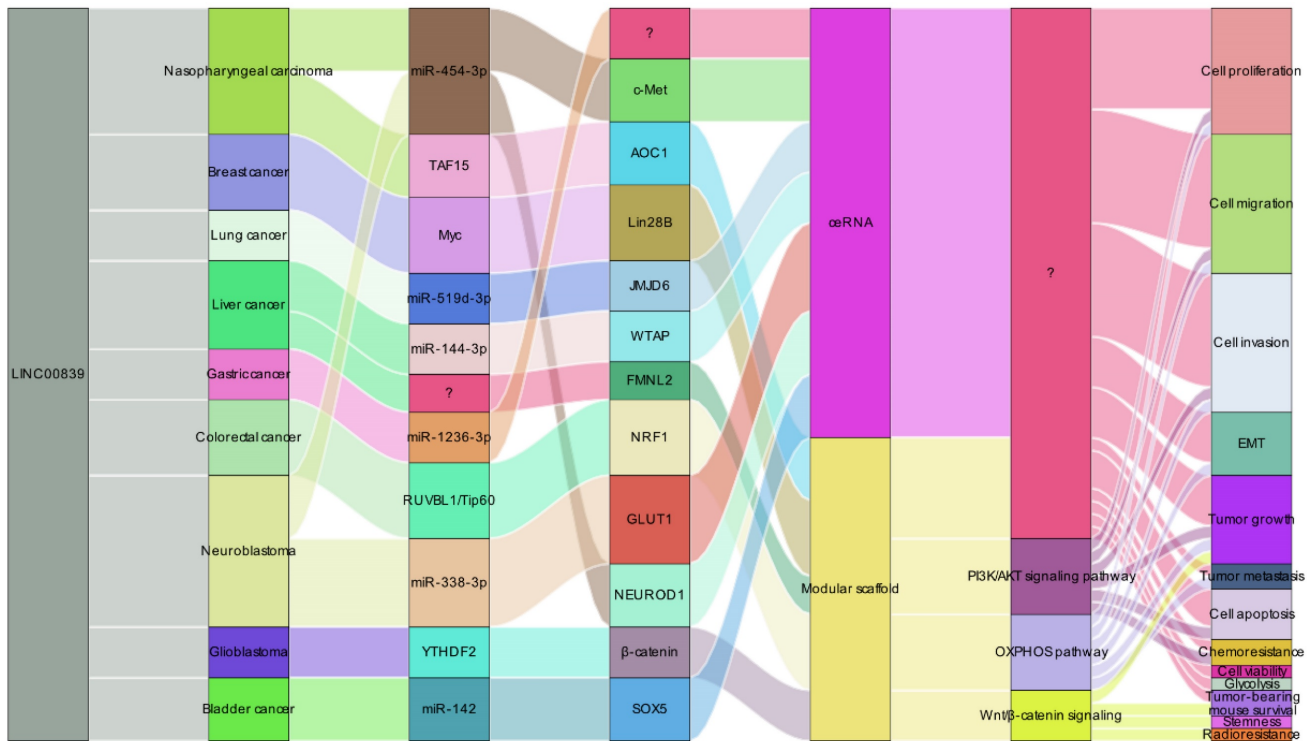 LINC00839
Nasopharyngeal carcinoma
Breast cancer
Lung cancer
Liver cancer
Gastric cancer
Colorectal cancer
Neuroblastoma
Glioblastoma
Bladder cancer
miR-454-3p
TAF15
Myc
miR-519d-3p
miR-144-3p
?
miR-1236-3p
RUVBL1/Tip60
miR-338-3p
YTHDF2
miR-142
?
c-Met
AOC1
Lin28B
JMJD6
WTAP
FMNL2
NRF1
GLUT1
NEUROD1
β-catenin
SOX5
ceRNA
Modular scaffold
?
PI3K/AKT signaling pathway
OXPHOS pathway
Wnt/β-catenin signaling
Cell proliferation
Cell migration
Cell invasion
EMT
Tumor growth
Tumor metastasis
Cell apoptosis
Chemoresistance
Cell viability
Glycolysis
Tumor-bearing
mouse survival
Stemness
Radioresistance